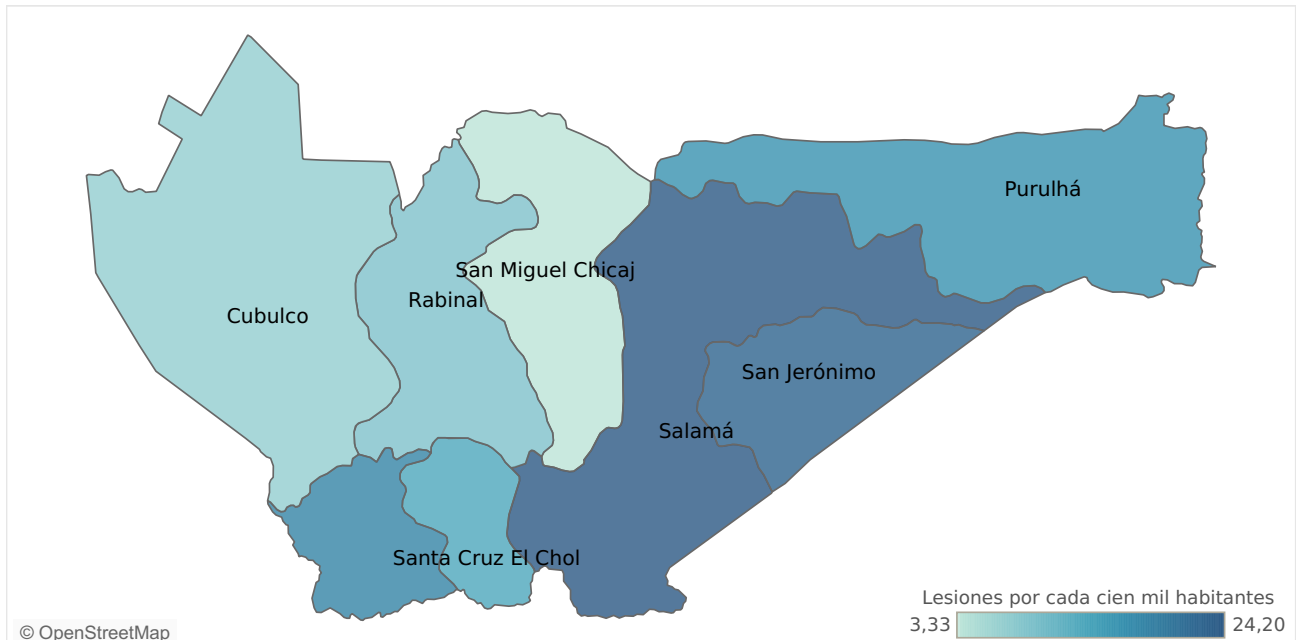 Purulhá
San Miguel Chicaj
Rabinal
Cubulco
San Jerónimo
Salamá
Santa Cruz El Chol
Lesiones por cada cien mil habitantes
3,33 24,20
© OpenStreetMap